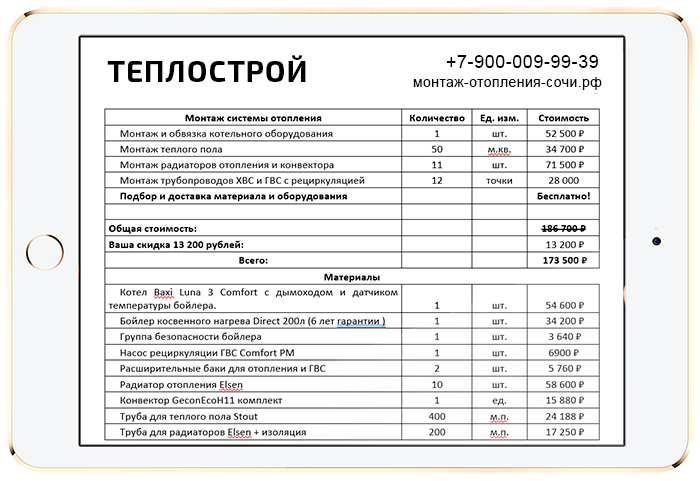 ТЕПЛОСТРОЙ
+7-900-009-99-39
монтаж-отопления-сочи.рф
Монтаж системы отопления Количество Ед. изм. Стоимость
Монтаж и обвязка котельного оборудования 1 шт. 52 500 ₽
Монтаж теплого пола 50 м.кв. 34 700 ₽
Монтаж радиаторов отопления и конвектора 11 шт. 71 500 ₽
Монтаж трубопроводов ХВС и ГВС с рециркуляцией 12 точки 28 000
Подбор и доставка материала и оборудования Бесплатно!
Общая стоимость: 186 700 ₽
Ваша скидка 13 200 рублей: 13 200 ₽
Всего: 173 500 ₽
Материалы
Котел Baxi Luna 3 Comfort с дымоходом и датчиком
температуры бойлера. 1 шт. 54 600 ₽
Бойлер косвенного нагрева Direct 200л (6 лет гарантии ) 1 шт. 34 200 ₽
Группа безопасности бойлера 1 шт. 3 640 ₽
Насос рециркуляции ГВС Comfort PM 1 шт. 6900 ₽
Расширительные баки для отопления и ГВС 2 шт. 5 760 ₽
Радиатор отопления Elsen 10 шт. 58 600 ₽
Конвектор GeconEcoH11 комплект 1 ед. 15 880 ₽
Труба для теплого пола Stout 400 м.п. 24 188 ₽
Труба для радиаторов Elsen + изоляция 200 м.п. 17 250 ₽